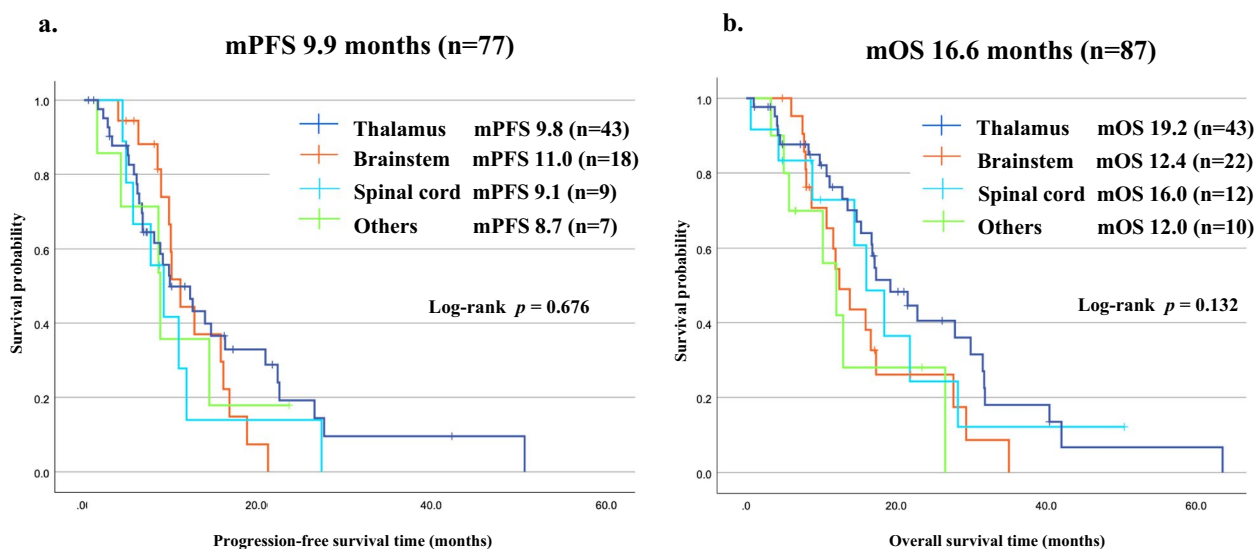 a.
mPFS 9.9 months (n=77)
Thalamus mPFS 9.8 (n=43)
Brainstem mPFS 11.0 (n=18)
Spinal cord mPFS 9.1 (n=9)
Others mPFS 8.7 (n=7)
Log-rank p = 0.676
Survival probability
1.0
0.8
0.6
0.4
0.2
0.0
.0 20.0 40.0 60.0
Progression-free survival time (months)
b.
mOS 16.6 months (n=87)
Thalamus mOS 19.2 (n=43)
Brainstem mOS 12.4 (n=22)
Spinal cord mOS 16.0 (n=12)
Others mOS 12.0 (n=10)
Log-rank p = 0.132
Survival probability
1.0
0.8
0.6
0.4
0.2
0.0
.00 20.0 40.0 60.0
Overall survival time (months)